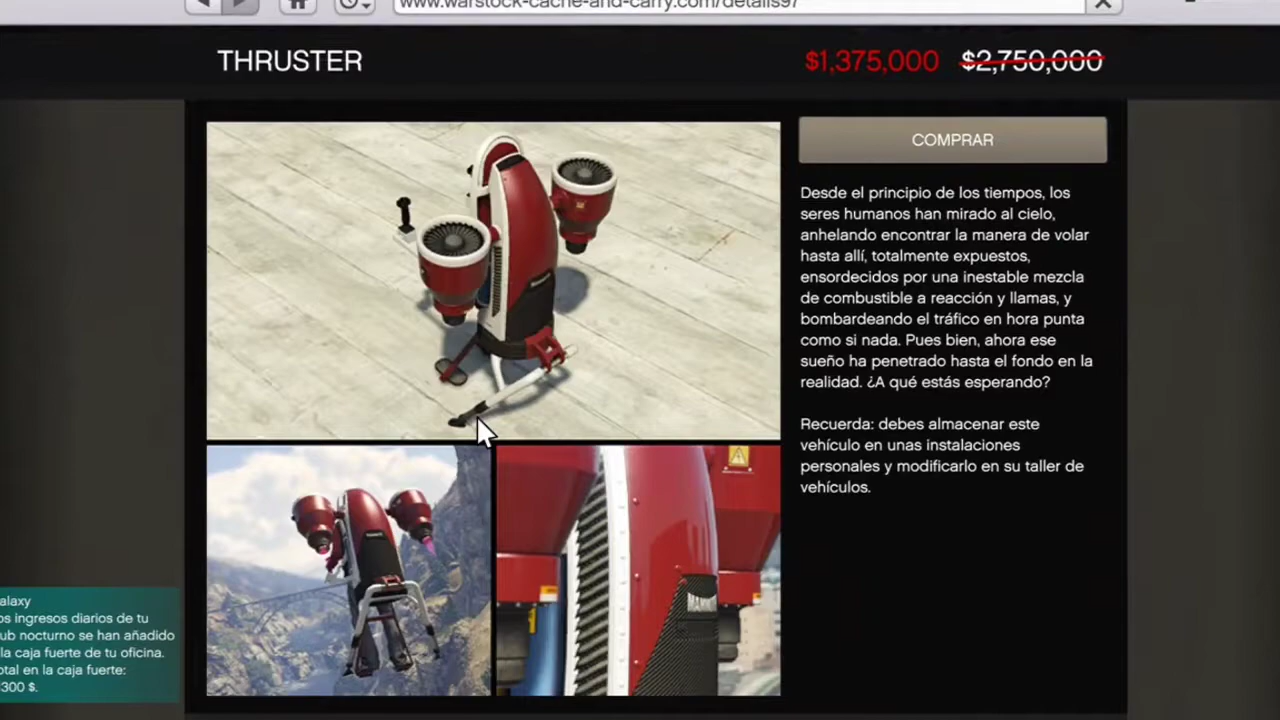 www.warstock-cache-and-carry.com/details97
THRUSTER
$1,375,000 $2,750,000
COMPRAR
Desde el principio de los tiempos, los
seres humanos han mirado al cielo,
anhelando encontrar la manera de volar
hasta allí, totalmente expuestos,
ensordecidos por una inestable mezcla
de combustible a reacción y llamas, y
bombardeando el tráfico en hora punta
como si nada. Pues bien, ahora ese
sueño ha penetrado hasta el fondo en la
realidad. ¿A qué estás esperando?
Recuerda: debes almacenar este
vehículo en unas instalaciones
personales y modificarlo en su taller de
vehículos.
alaxy
os ingresos diarios de tu
ub nocturno se han añadido
la caja fuerte de tu oficina.
otal en la caja fuerte:
300 $.